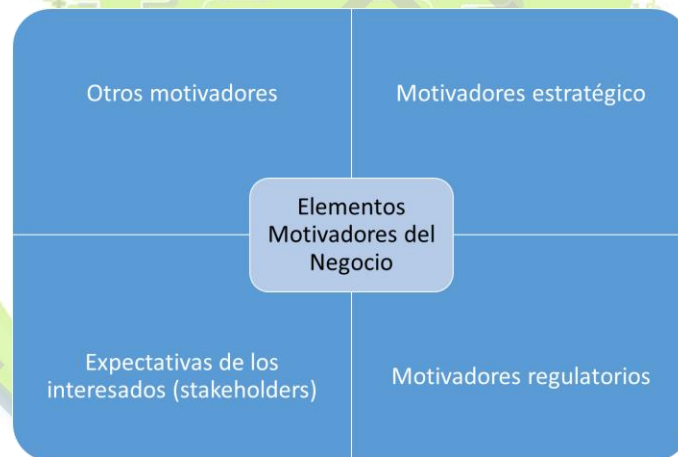 Otros motivadores
Motivadores estratégico
Elementos
Motivadores del
Negocio
Expectativas de los
interesados (stakeholders)
Motivadores regulatorios